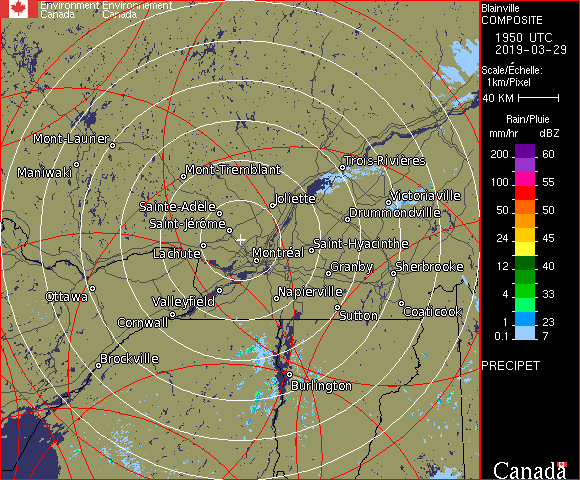 Environment Environnement
Canada Canada
Blainville
COMPOSITE
1950 UTC
2019-03-29
Scale/Échelle:
1km/Pixel
40 KM
Rain/Pluie
mm/hr dBZ
200 60
100 55
50 50
24 45
12 40
4 33
1 23
0.1 7
PRECIPET
Canada
Mont-Laurier
Maniwaki
Mont-Tremblant
Trois-Rivières
Joliette
Victoriaville
Sainte-Adèle
Drummondville
Saint-Jérôme
Saint-Hyacinthe
Lachute
Montréal
Granby
Sherbrooke
Ottawa
Valleyfield
Napierville
Cornwall
Sutton
Coaticook
Brockville
Burlington